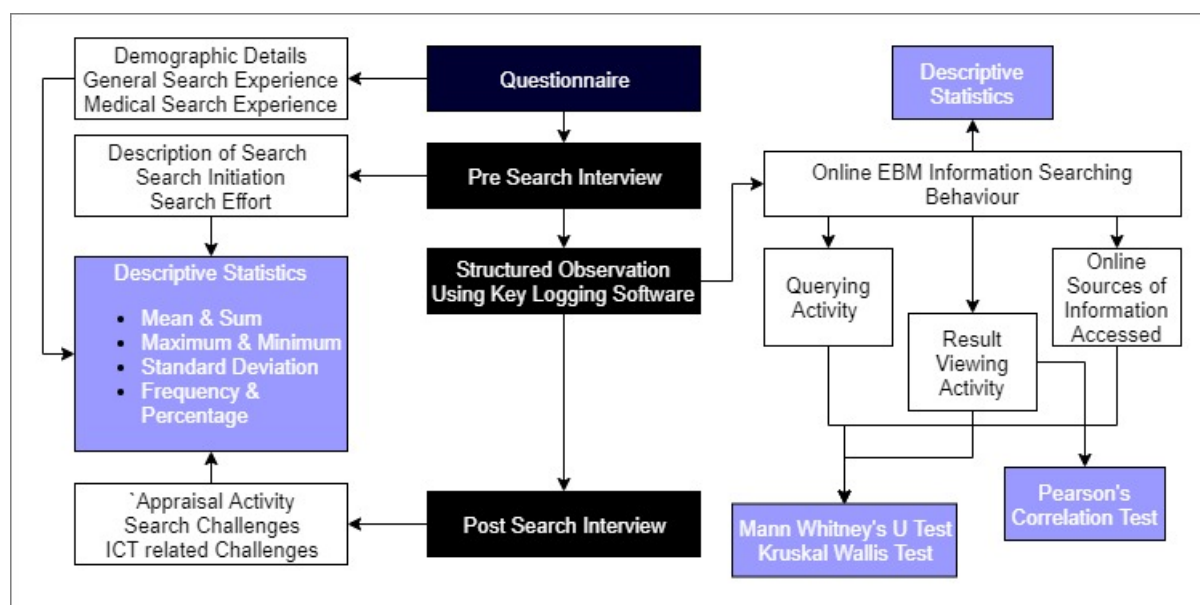 Demographic Details
General Search Experience
Medical Search Experience
Questionnaire
Descriptive
Statistics
Description of Search
Search Initiation
Search Effort
Pre Search Interview
Online EBM Information Searching
Behaviour
Structured Observation
Using Key Logging Software
Querying
Activity
Online
Sources of
Information
Accessed
Result
Viewing
Activity
Descriptive Statistics
• Mean & Sum
• Maximum & Minimum
• Standard Deviation
• Frequency &
Percentage
`Appraisal Activity
Search Challenges
ICT related Challenges
Post Search Interview
Mann Whitney's U Test
Kruskal Wallis Test
Pearson's
Correlation Test